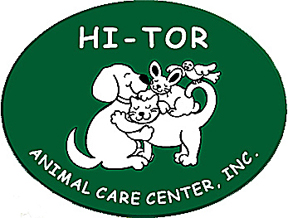 HI-TOR
ANIMAL CARE CENTER, INC.